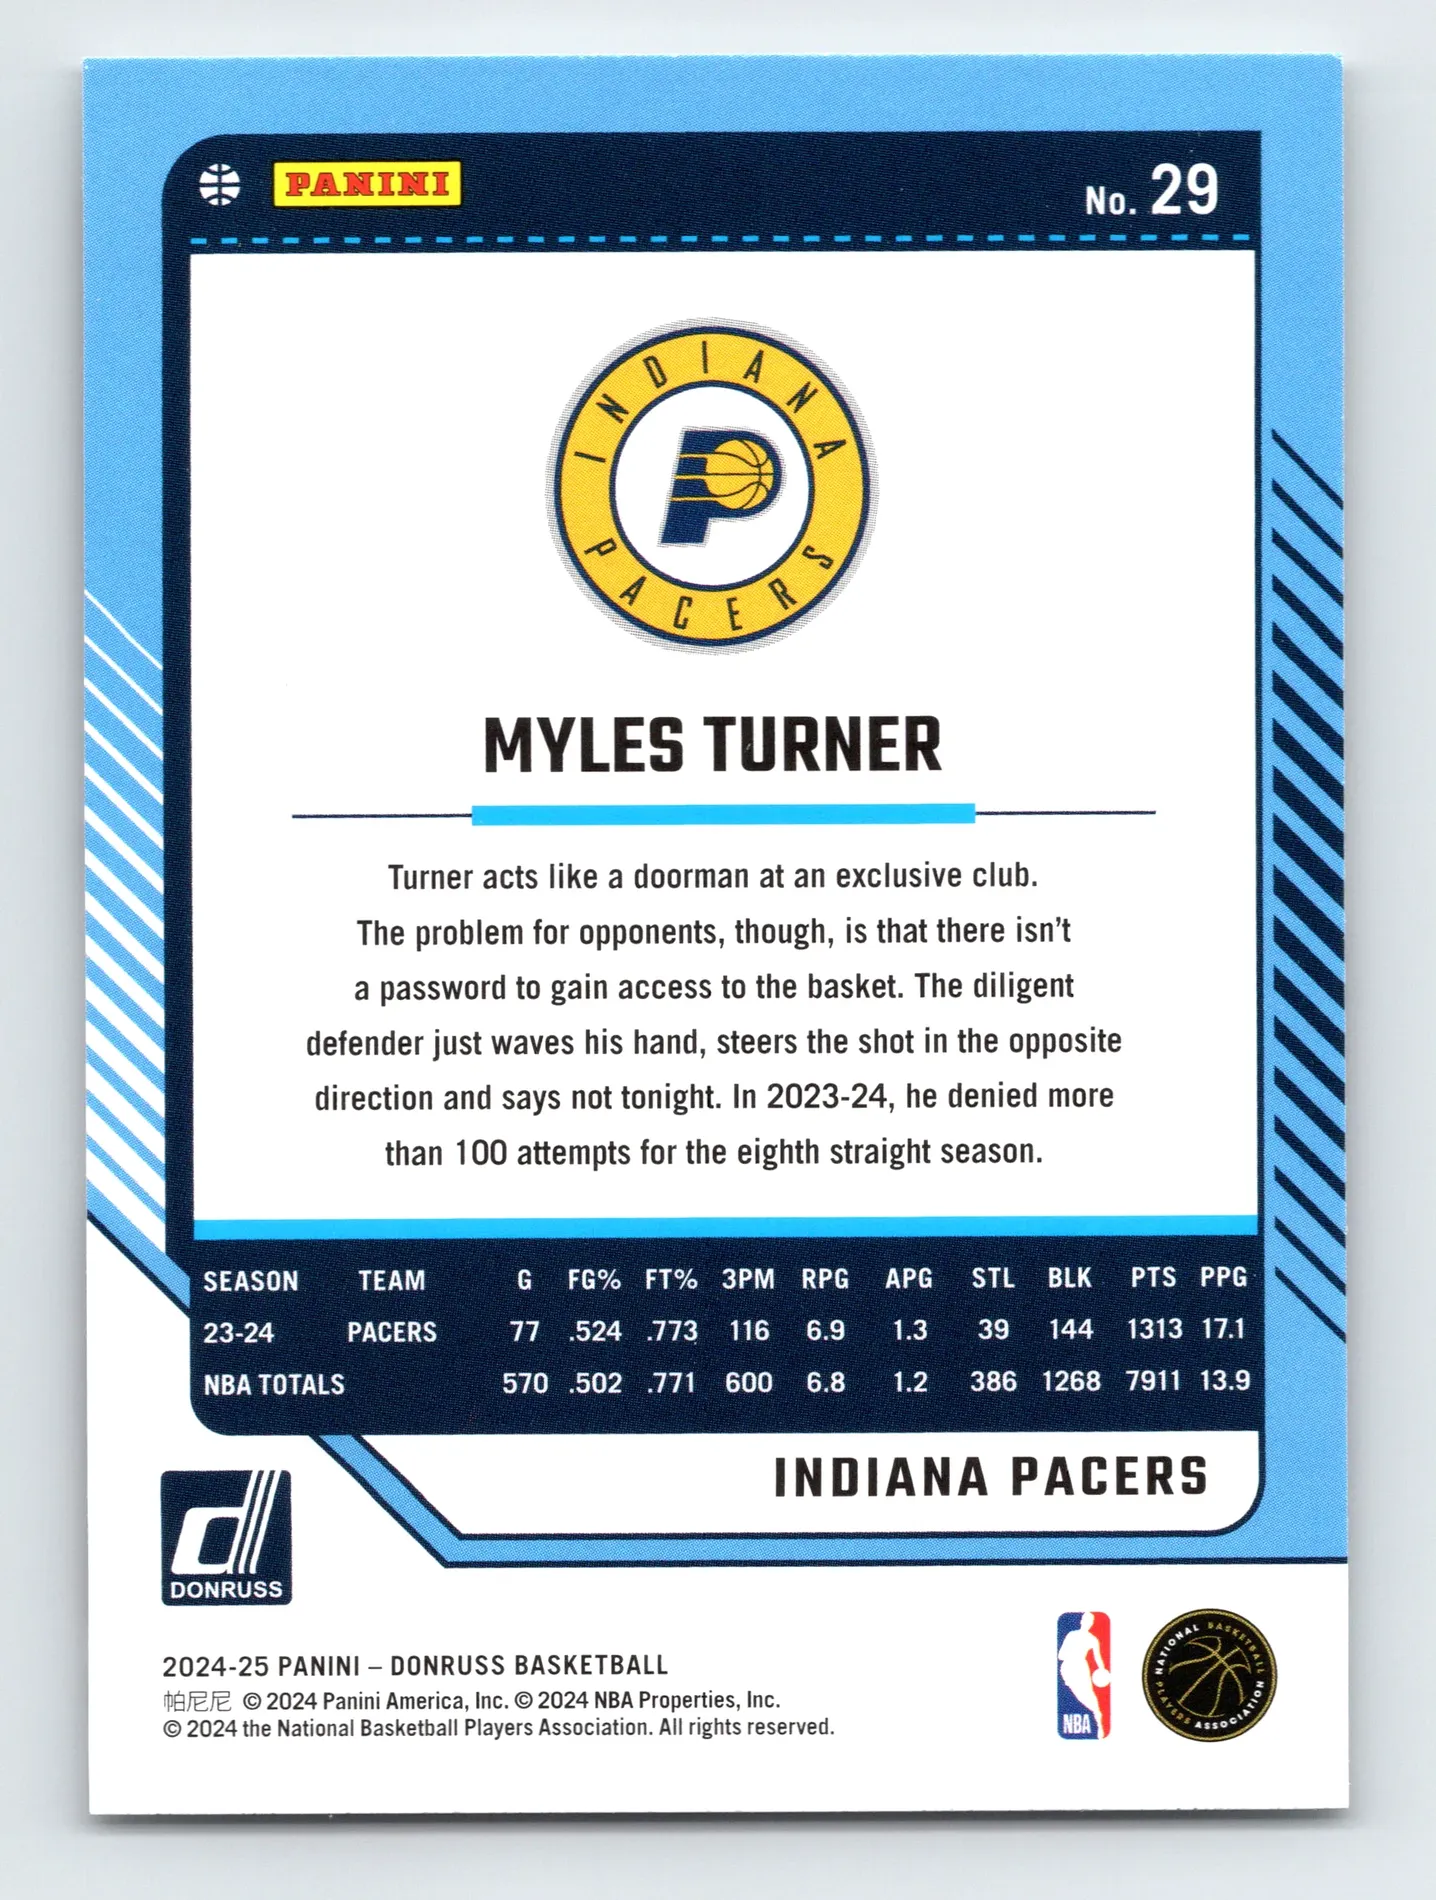 PANINI
No. 29
INDIANA
P
PACERS
MYLES TURNER
Turner acts like a doorman at an exclusive club.
The problem for opponents, though, is that there isn't
a password to gain access to the basket. The diligent
defender just waves his hand, steers the shot in the opposite
direction and says not tonight. In 2023-24, he denied more
than 100 attempts for the eighth straight season.
SEASON TEAM G FG% FT% 3PM RPG APG STL BLK PTS PPG
23-24 PACERS 77 .524 .773 116 6.9 1.3 39 144 1313 17.1
NBA TOTALS 570 .502 .771 600 6.8 1.2 386 1268 7911 13.9
INDIANA PACERS
d
DONRUSS
2024-25 PANINI – DONRUSS BASKETBALL
帕尼尼 © 2024 Panini America, Inc. © 2024 NBA Properties, Inc.
© 2024 the National Basketball Players Association. All rights reserved.
NBA
NATIONAL BASKETBALL
PLAYERS ASSOCIATION